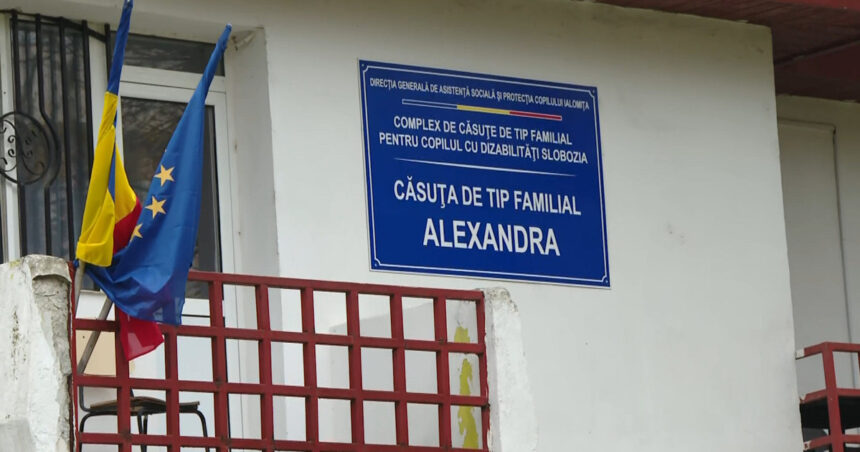 DIRECȚIA GENERALĂ DE ASISTENȚĂ SOCIALĂ ȘI PROTECȚIA COPILULUI IALOMIȚA
COMPLEX DE CĂSUȚE DE TIP FAMILIAL
PENTRU COPILUL CU DIZABILITĂȚI SLOBOZIA
CĂSUȚA DE TIP FAMILIAL
ALEXANDRA